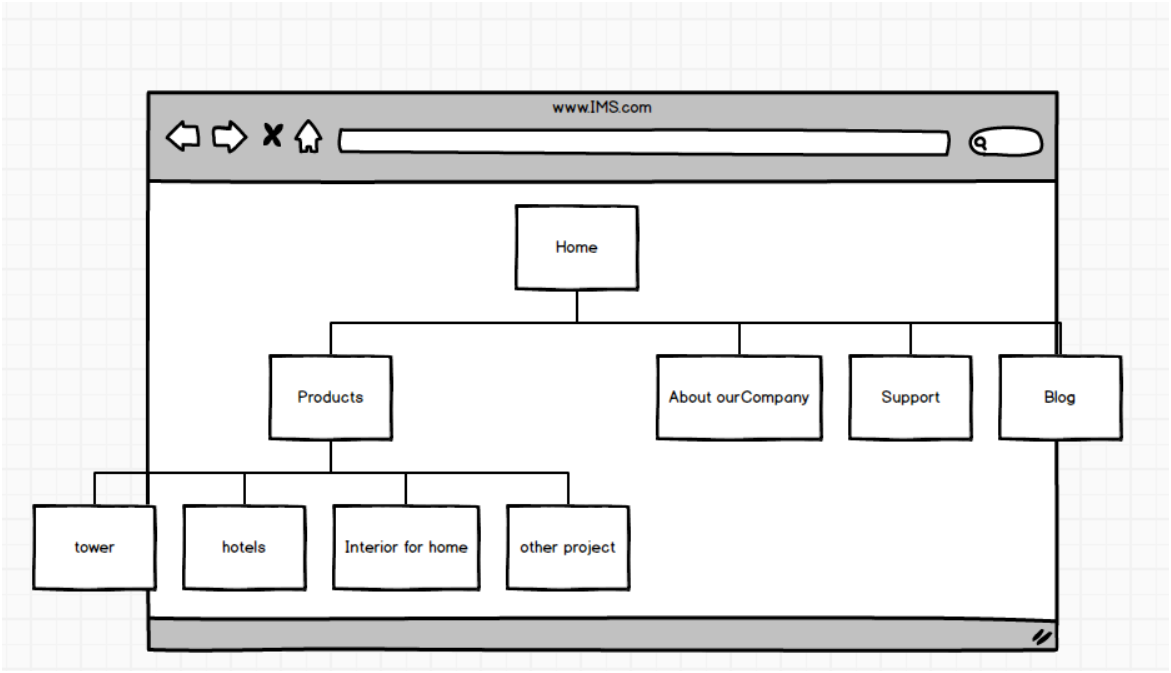 www.IMS.com
Home
Products
About ourCompany
Support
Blog
tower
hotels
Interior for home
other project